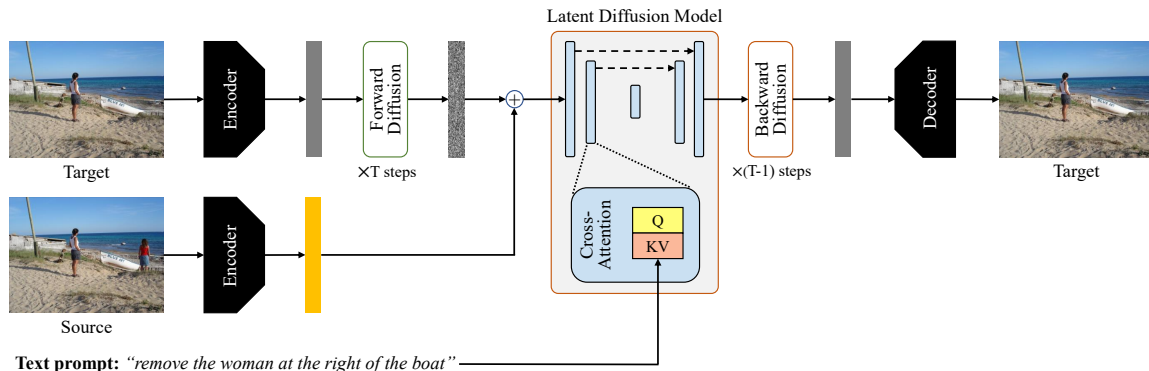 Latent Diffusion Model
Encoder
Forward
Diffusion
Backward
Diffusion
Decoder
Target
×T steps
×(T-1) steps
Target
Encoder
Cross-
Attention
Q
KV
Source
Text prompt: "remove the woman at the right of the boat"